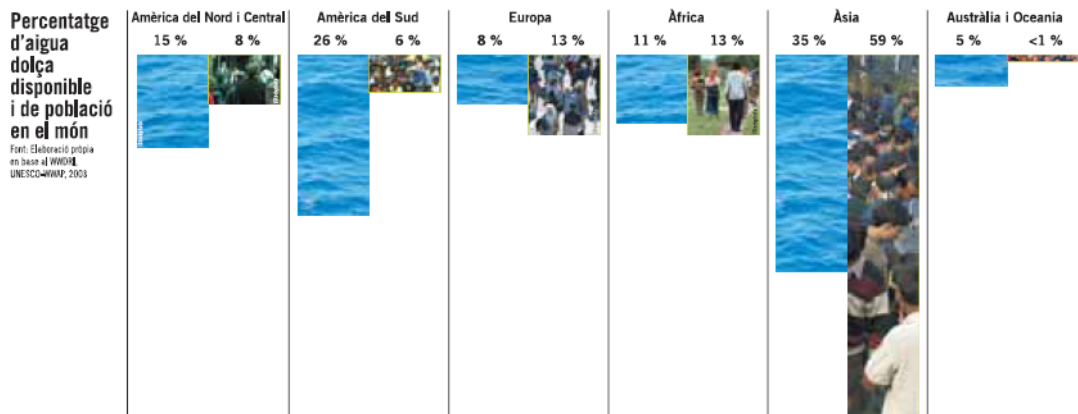 Percentatge
d'aigua
dolça
disponible
i de població
en el món
Font: Elaboració pròpia
en base al WWDRI,
UNESCO-WWAP, 2003
Amèrica del Nord i Central
15 % 8 %
Amèrica del Sud
26 % 6 %
Europa
8 % 13 %
Àfrica
11 % 13 %
Àsia
35 % 59 %
Austràlia i Oceania
5 % <1 %